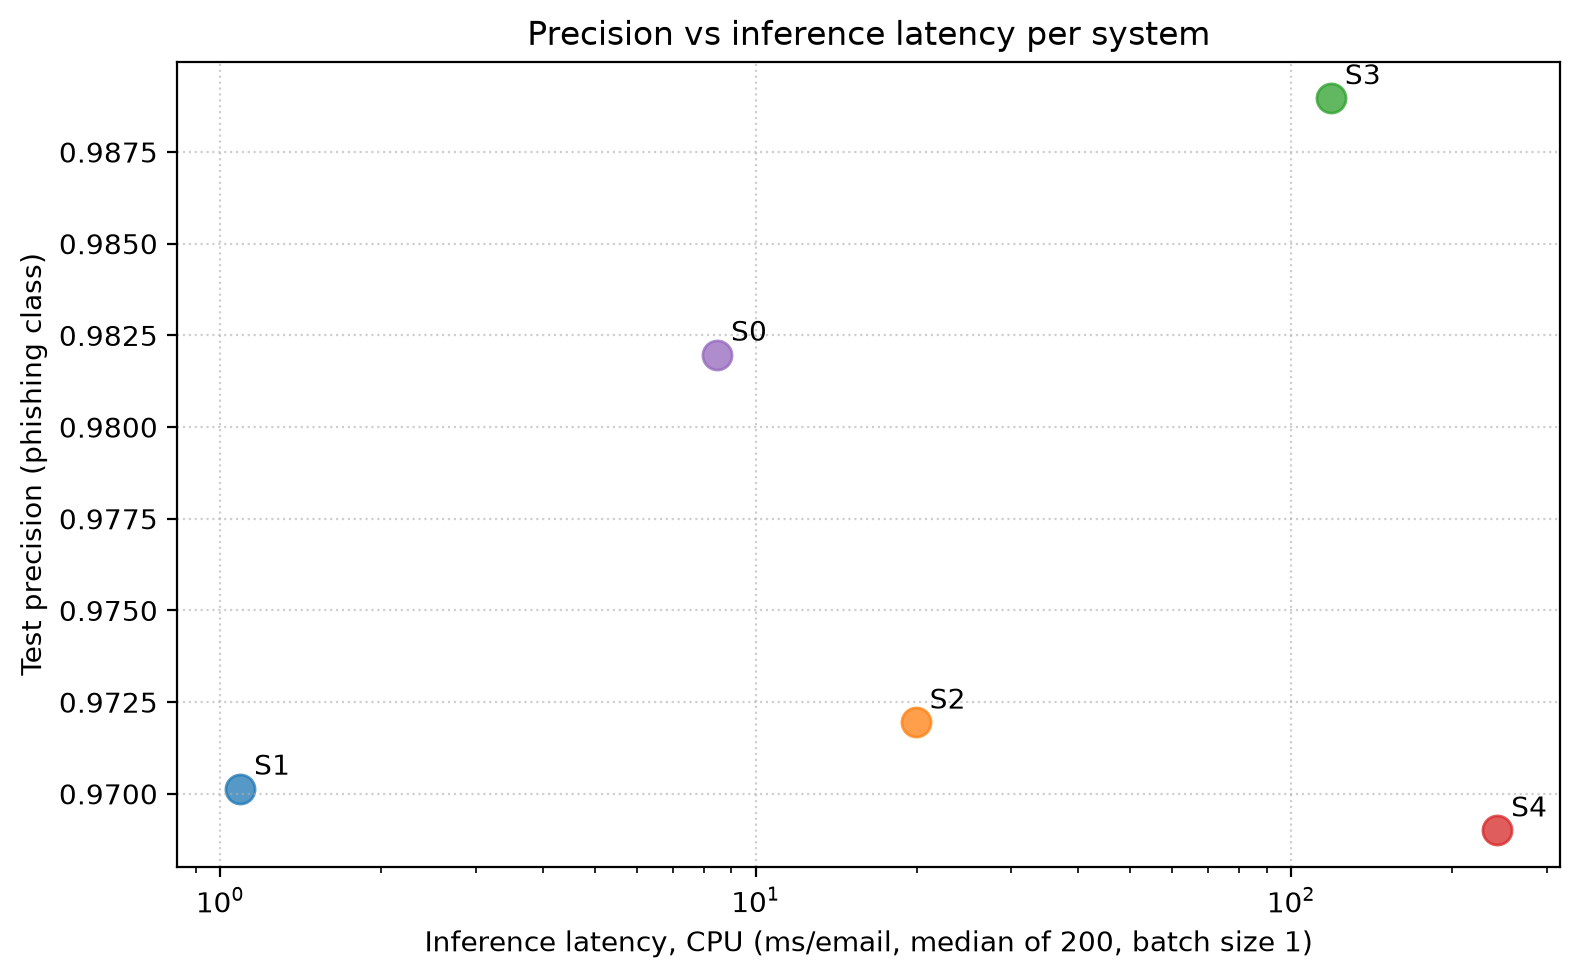 Precision vs inference latency per system
Test precision (phishing class)
0.9875
0.9850
0.9825
0.9800
0.9775
0.9750
0.9725
0.9700
S3
S0
S2
S1
S4
10⁰
10¹
10²
Inference latency, CPU (ms/email, median of 200, batch size 1)